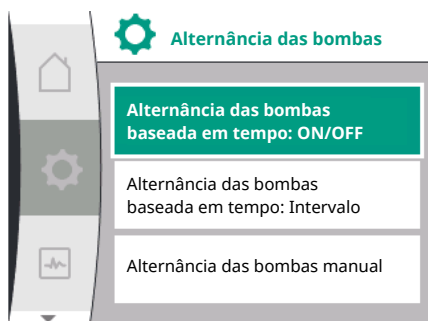 Alternância das bombas
Alternância das bombas
baseada em tempo: ON/OFF
Alternância das bombas
baseada em tempo: Intervalo
Alternância das bombas manual